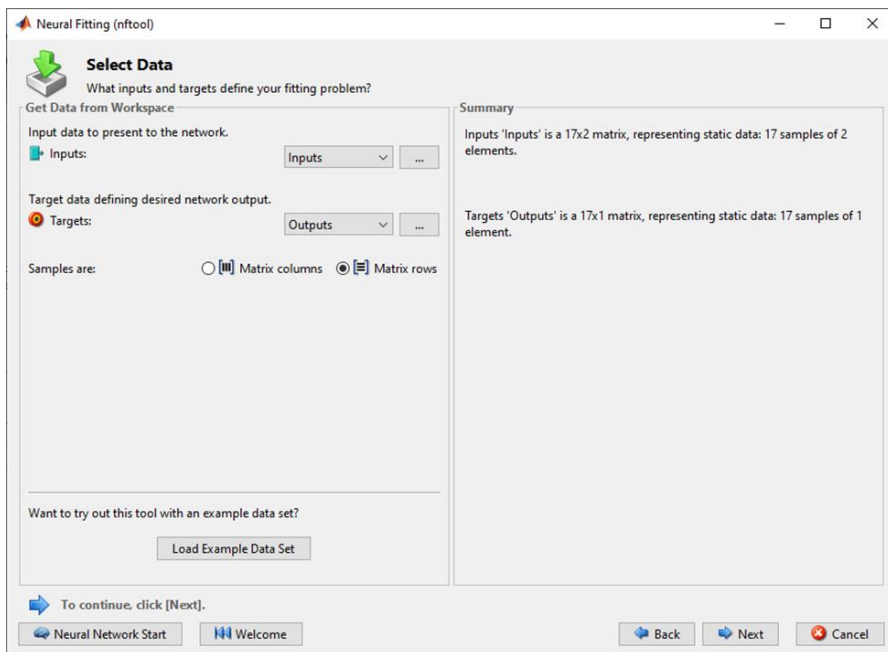 Neural Fitting (nftool)
Select Data
What inputs and targets define your fitting problem?
Get Data from Workspace
Input data to present to the network.
Inputs: Inputs ...
Target data defining desired network output.
Targets: Outputs ...
Samples are: Matrix columns Matrix rows
Want to try out this tool with an example data set?
Load Example Data Set
Summary
Inputs 'Inputs' is a 17x2 matrix, representing static data: 17 samples of 2
elements.
Targets 'Outputs' is a 17x1 matrix, representing static data: 17 samples of 1
element.
To continue, click [Next].
Neural Network Start Welcome Back Next Cancel